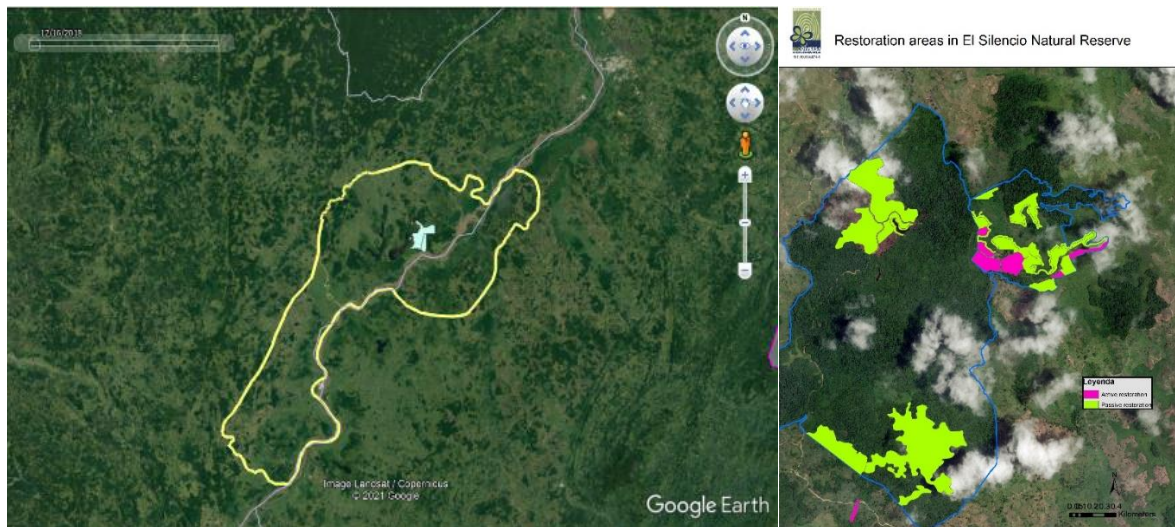 12/16/2015
N
Image Landsat / Copernicus
© 2021 Google
Google Earth
Restoration areas in El Silencio Natural Reserve
Leyenda
Active restoration
Passive restoration
Kilometers